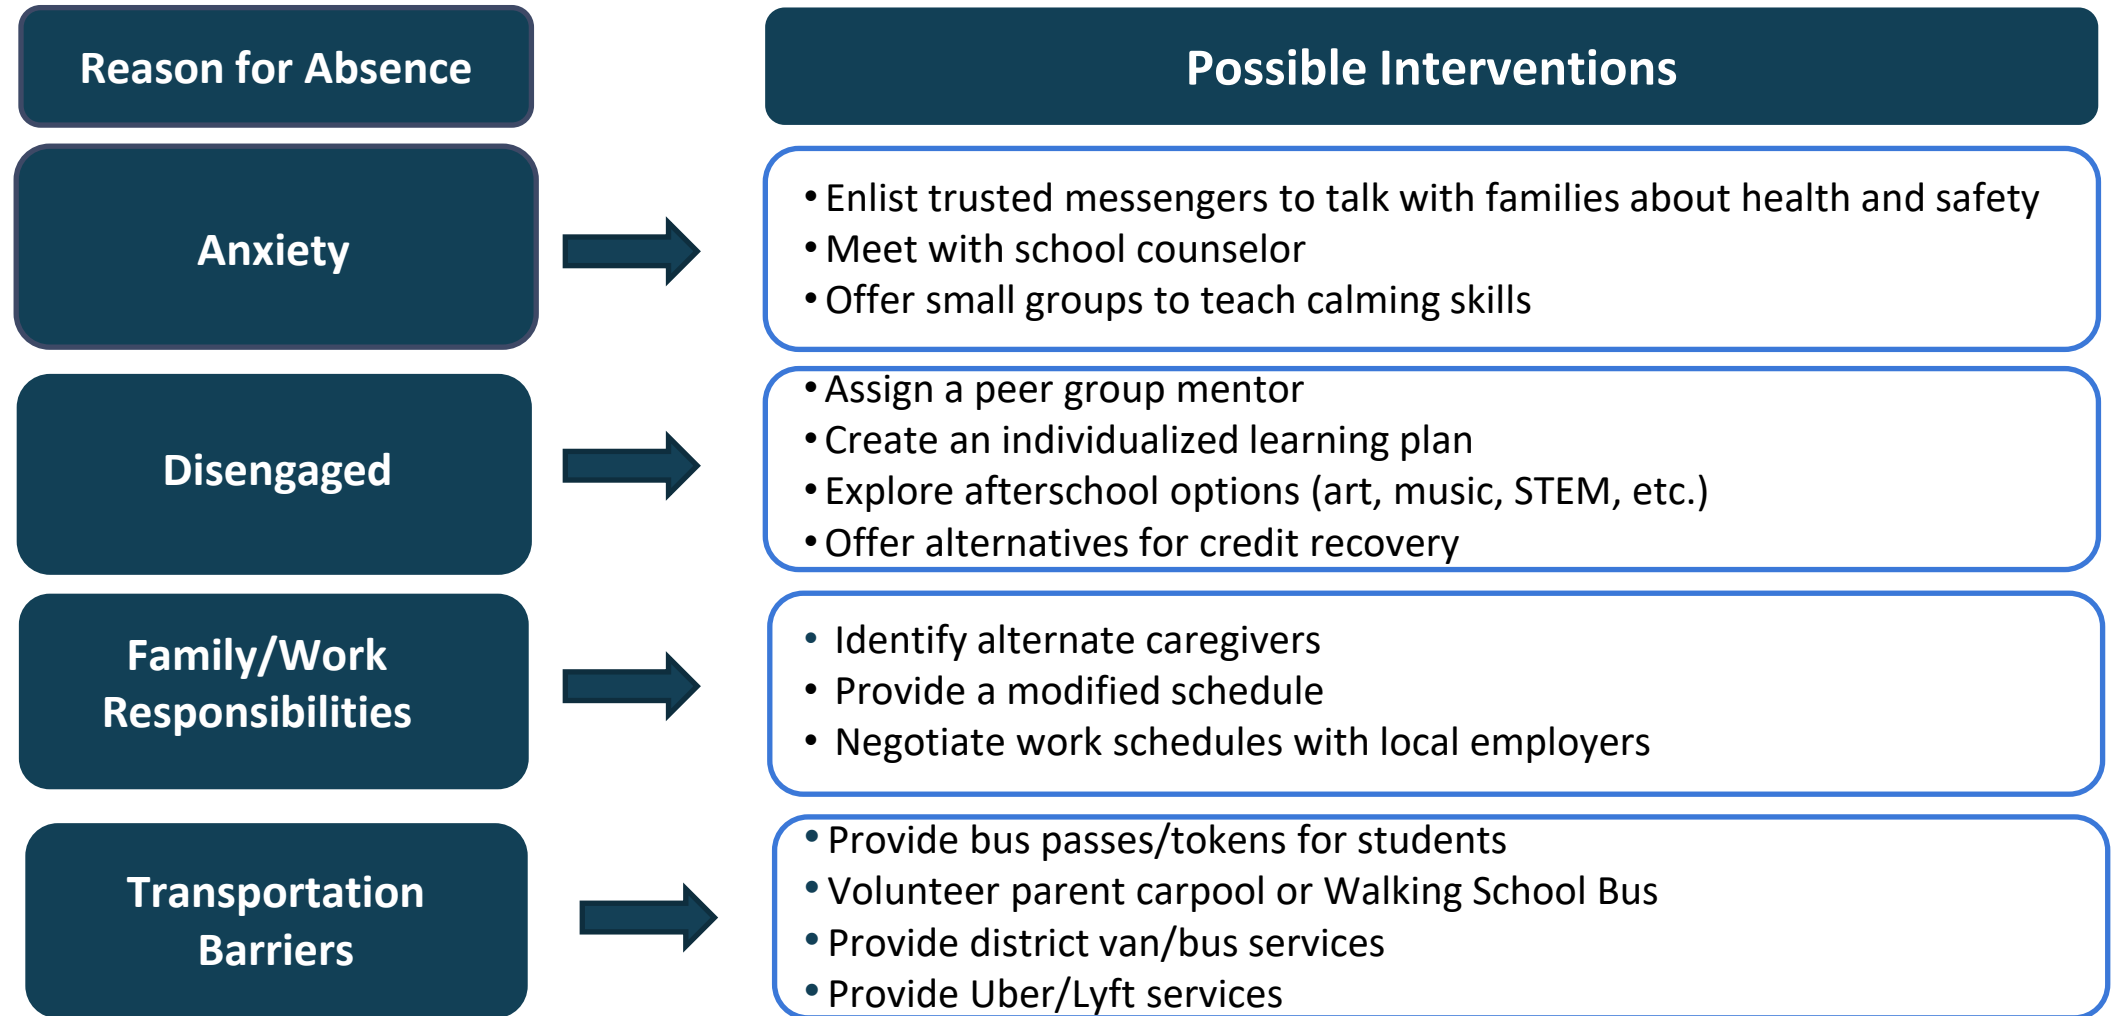 Reason for Absence
Possible Interventions
Anxiety
• Enlist trusted messengers to talk with families about health and safety
• Meet with school counselor
• Offer small groups to teach calming skills
Disengaged
• Assign a peer group mentor
• Create an individualized learning plan
• Explore afterschool options (art, music, STEM, etc.)
• Offer alternatives for credit recovery
Family/Work
Responsibilities
• Identify alternate caregivers
• Provide a modified schedule
• Negotiate work schedules with local employers
Transportation
Barriers
• Provide bus passes/tokens for students
• Volunteer parent carpool or Walking School Bus
• Provide district van/bus services
• Provide Uber/Lyft services